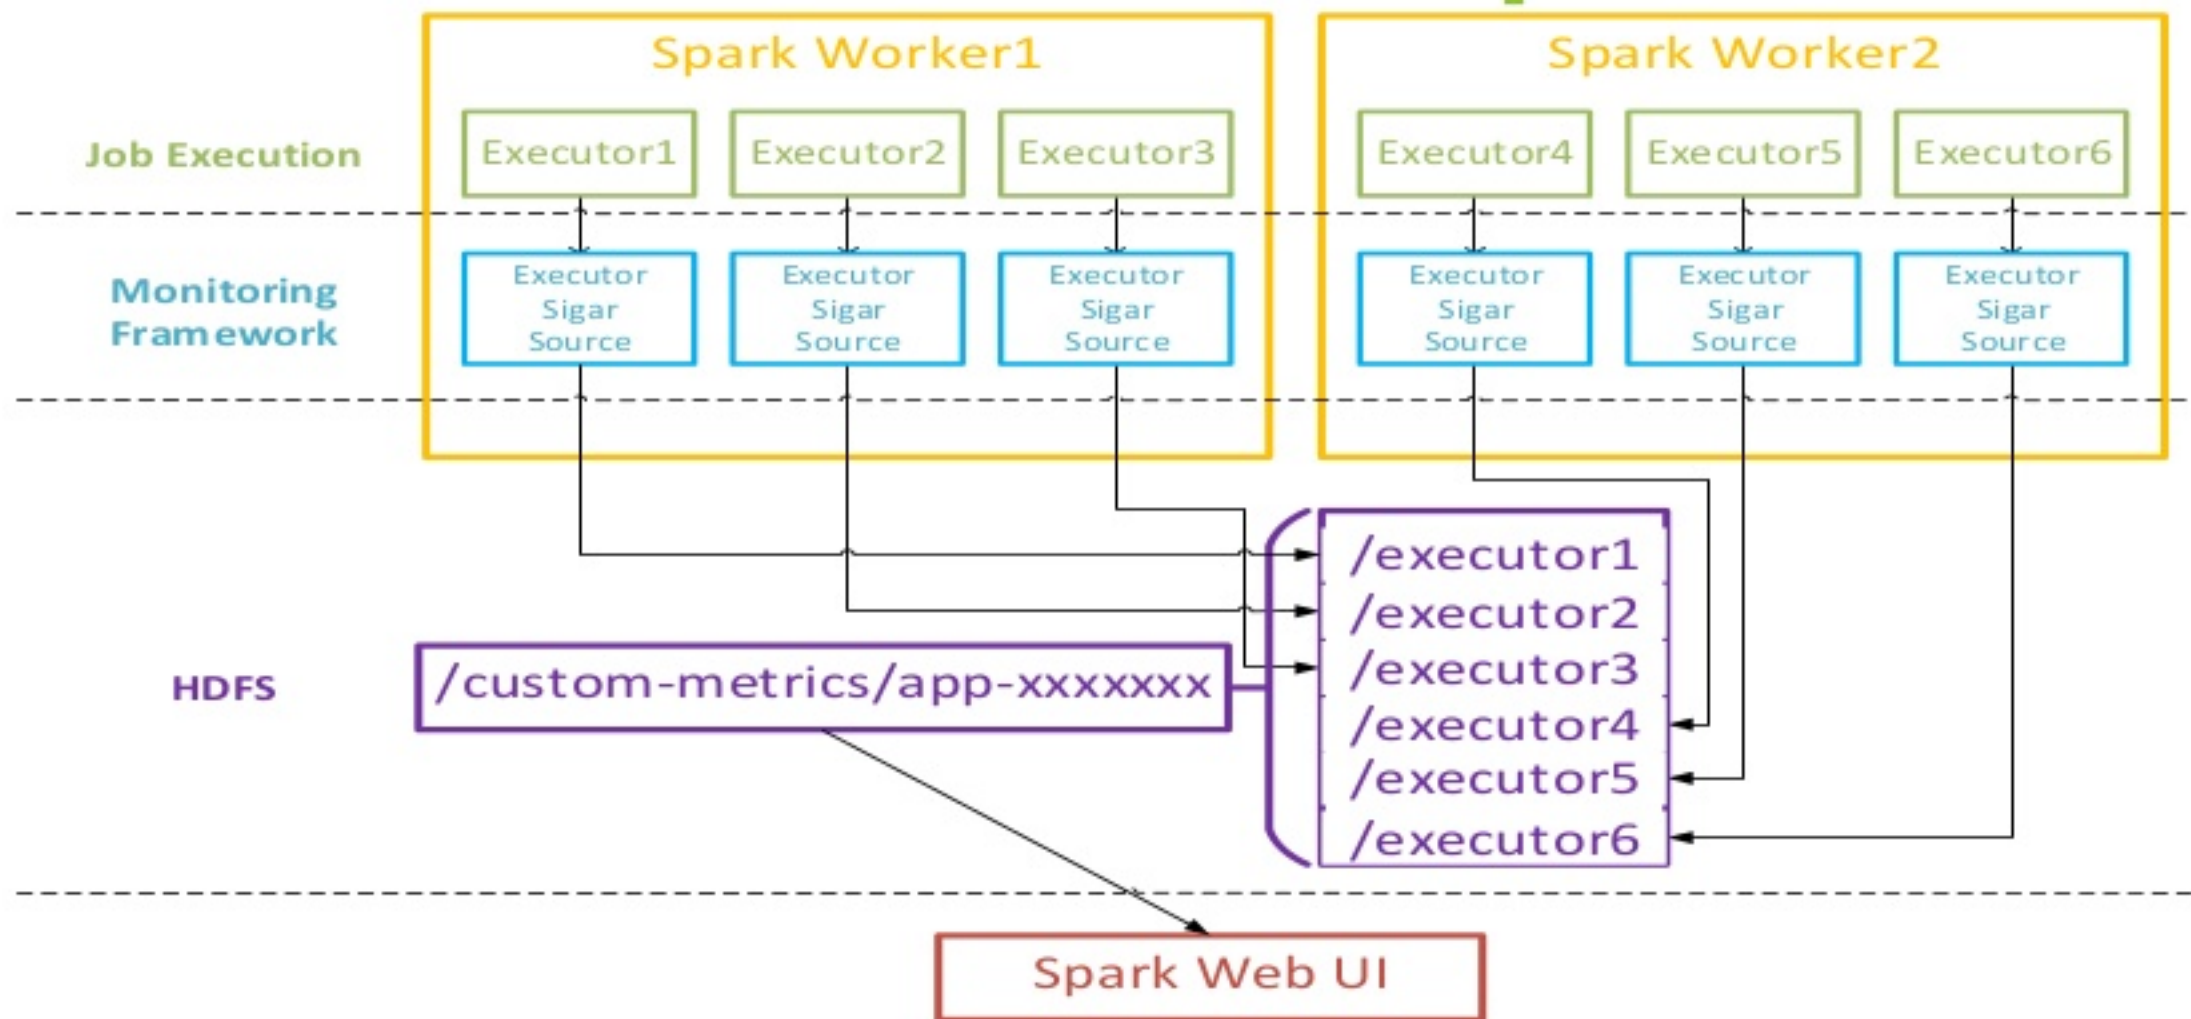 Spark Worker1
Spark Worker2
Job Execution
Executor1
Executor2
Executor3
Executor4
Executor5
Executor6
Monitoring
Framework
Executor
Sigar
Source
Executor
Sigar
Source
Executor
Sigar
Source
Executor
Sigar
Source
Executor
Sigar
Source
Executor
Sigar
Source
HDFS
/custom-metrics/app-xxxxxxx
/executor1
/executor2
/executor3
/executor4
/executor5
/executor6
Spark Web UI